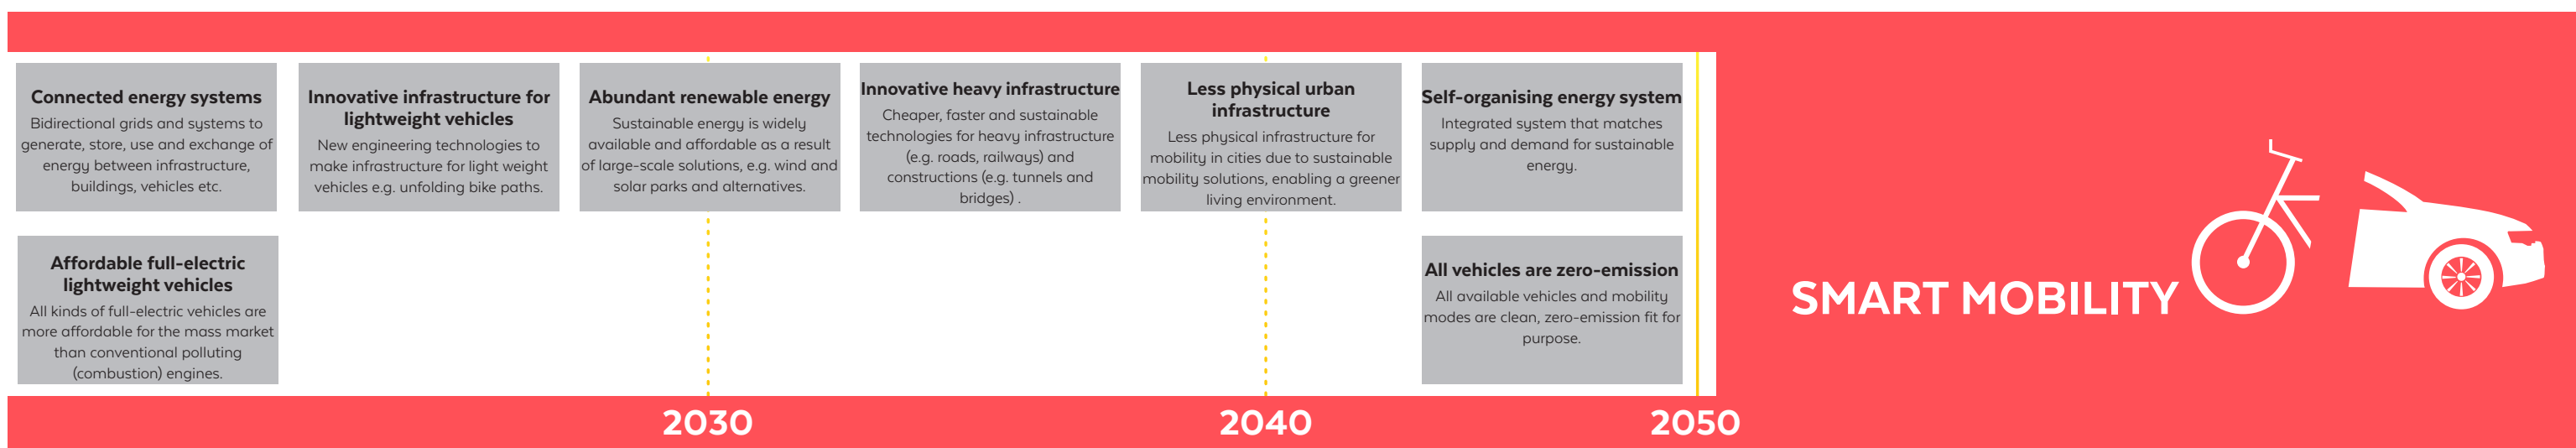 Connected energy systems
Bidirectional grids and systems to
generate, store, use and exchange of
energy between infrastructure,
buildings, vehicles etc.
Innovative infrastructure for
lightweight vehicles
New engineering technologies to
make infrastructure for light weight
vehicles e.g. unfolding bike paths.
Abundant renewable energy
Sustainable energy is widely
available and affordable as a result
of large-scale solutions, e.g. wind and
solar parks and alternatives.
Innovative heavy infrastructure
Cheaper, faster and sustainable
technologies for heavy infrastructure
(e.g. roads, railways) and
constructions (e.g. tunnels and
bridges) .
Less physical urban
infrastructure
Less physical infrastructure for
mobility in cities due to sustainable
mobility solutions, enabling a greener
living environment.
Self-organising energy system
Integrated system that matches
supply and demand for sustainable
energy.
Affordable full-electric
lightweight vehicles
All kinds of full-electric vehicles are
more affordable for the mass market
than conventional polluting
(combustion) engines.
All vehicles are zero-emission
All available vehicles and mobility
modes are clean, zero-emission fit for
purpose.
SMART MOBILITY
2030
2040
2050